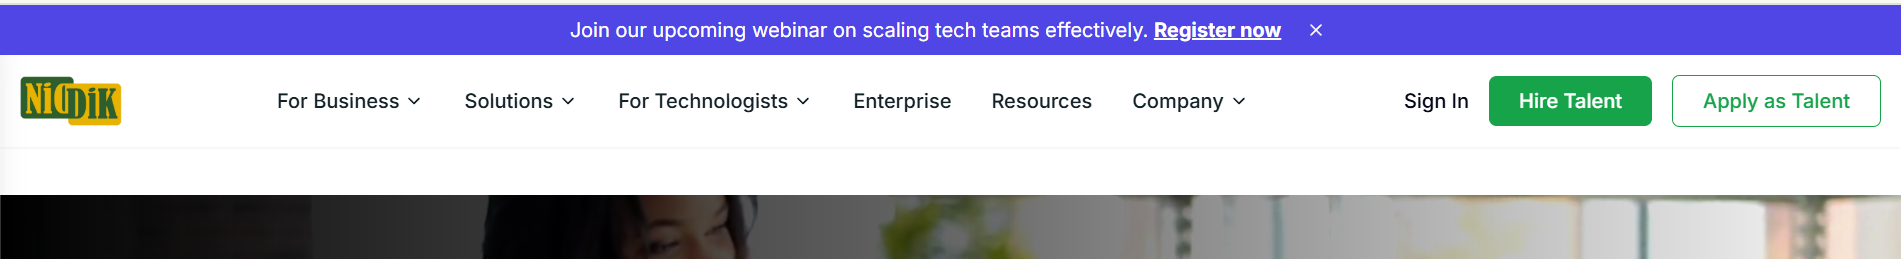 Join our upcoming webinar on scaling tech teams effectively. Register now
NiCDiK
For Business
Solutions
For Technologists
Enterprise
Resources
Company
Sign In
Hire Talent
Apply as Talent